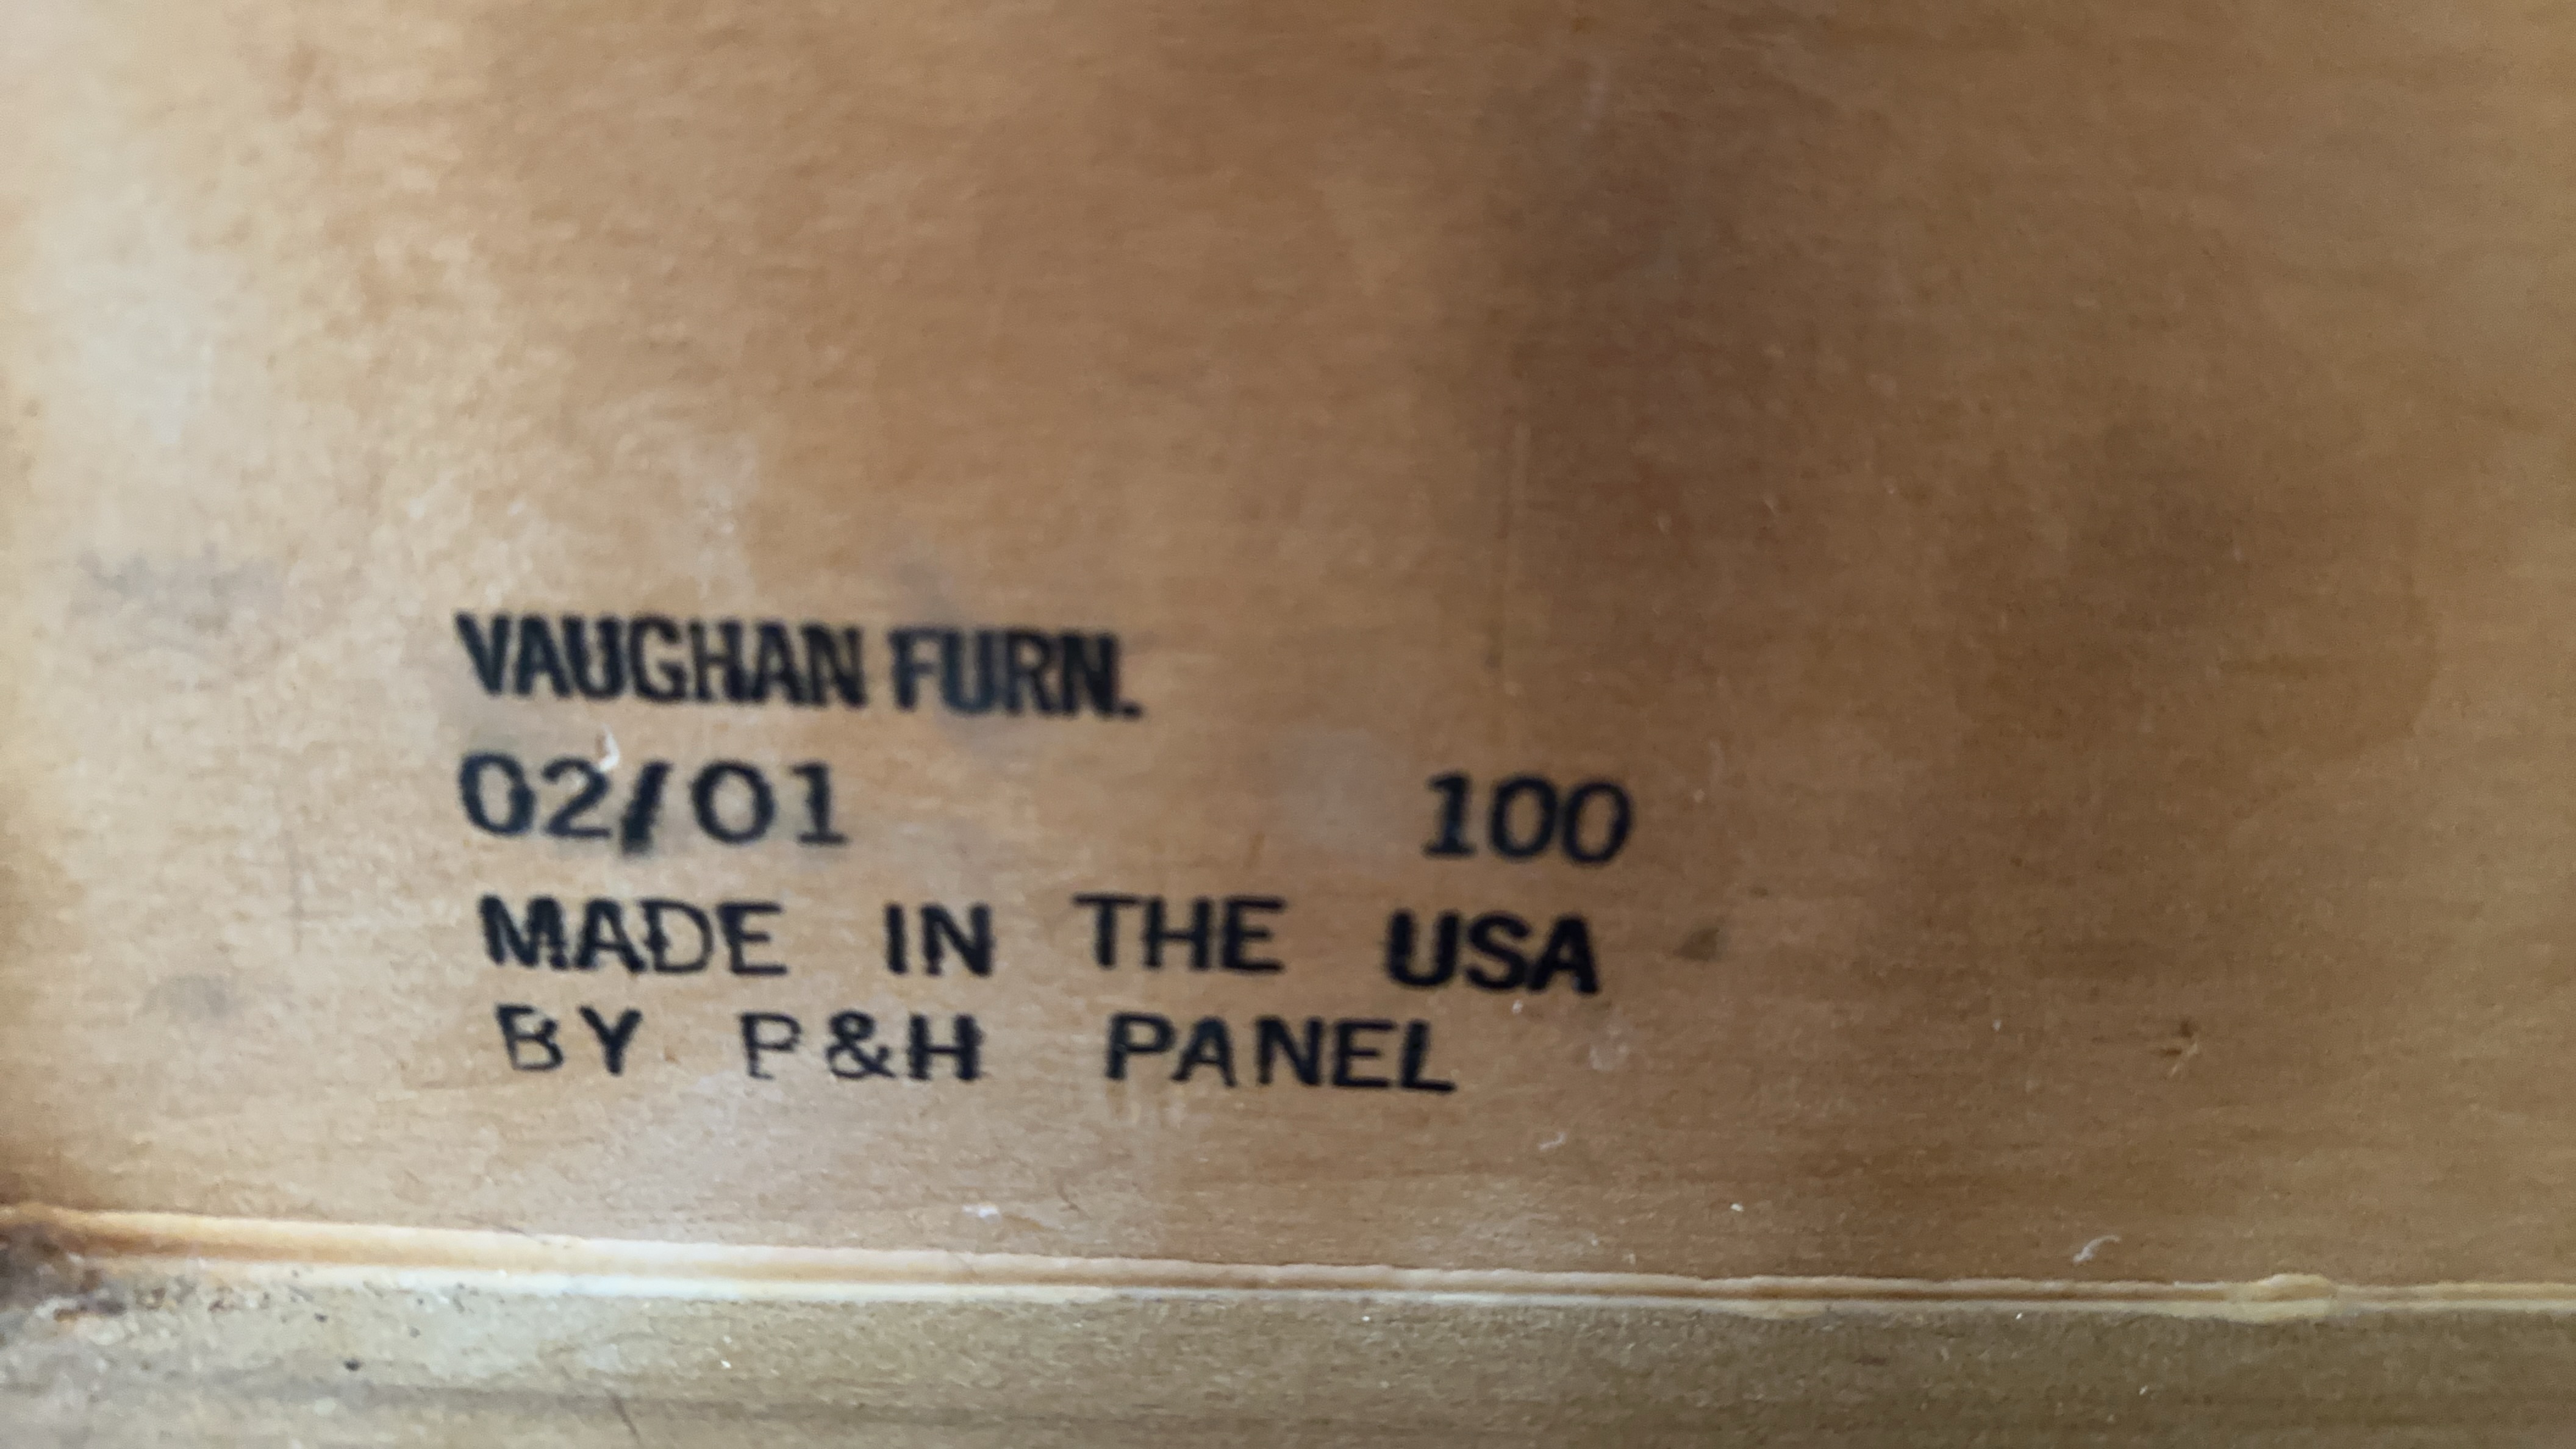 VAUGHAN FURN.
02/01 100
MADE IN THE USA
BY P&H PANEL